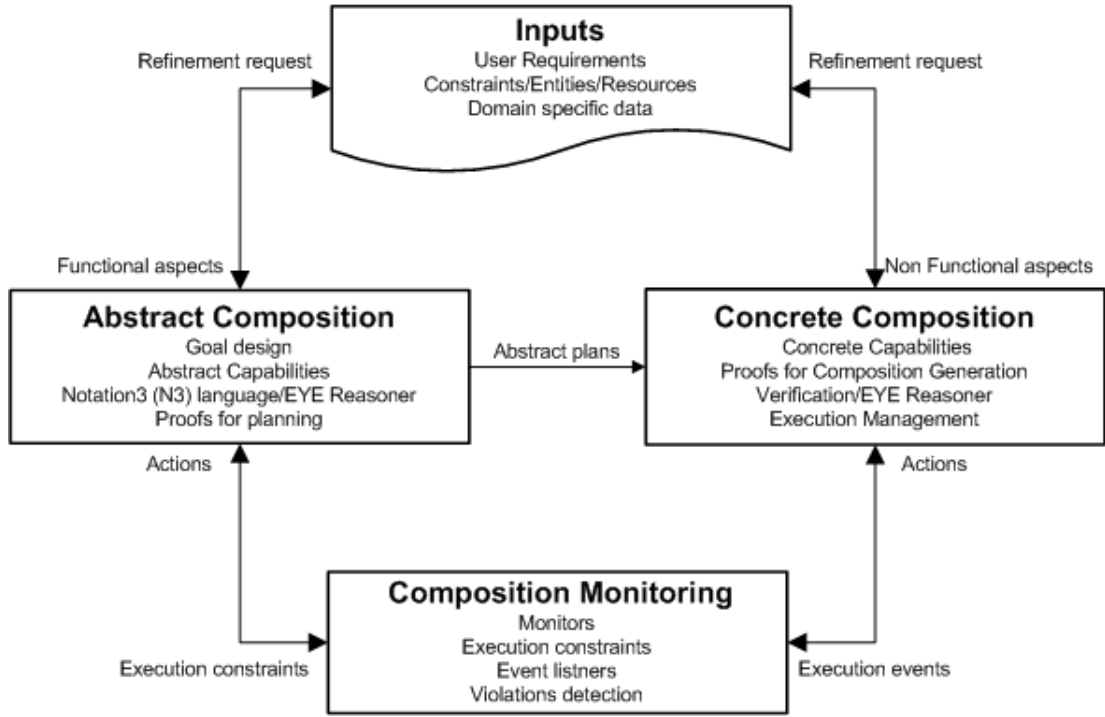 Inputs
User Requirements
Constraints/Entities/Resources
Domain specific data
Refinement request
Refinement request
Functional aspects
Non Functional aspects
Abstract Composition
Goal design
Abstract Capabilities
Notation3 (N3) language/EYE Reasoner
Proofs for planning
Abstract plans
Concrete Composition
Concrete Capabilities
Proofs for Composition Generation
Verification/EYE Reasoner
Execution Management
Actions
Actions
Composition Monitoring
Monitors
Execution constraints
Event listners
Violations detection
Execution constraints
Execution events